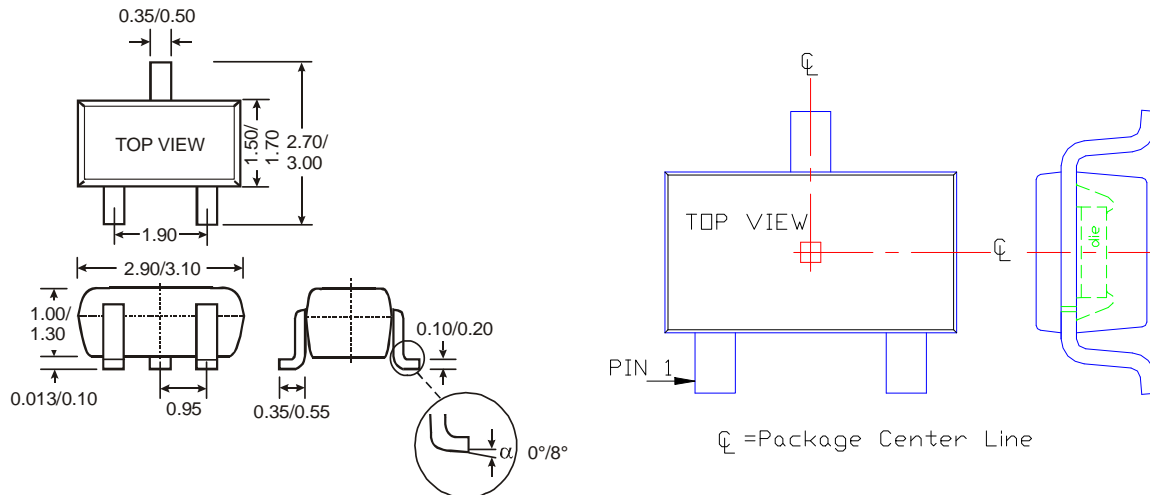 0.35/0.50
TOP VIEW
1.50/
1.70
2.70/
3.00
1.90
2.90/3.10
1.00/
1.30
0.013/0.10
0.95
0.35/0.55
0.10/0.20
α 0°/8°
℄
TOP VIEW
℄
die
PIN 1
℄ =Package Center Line